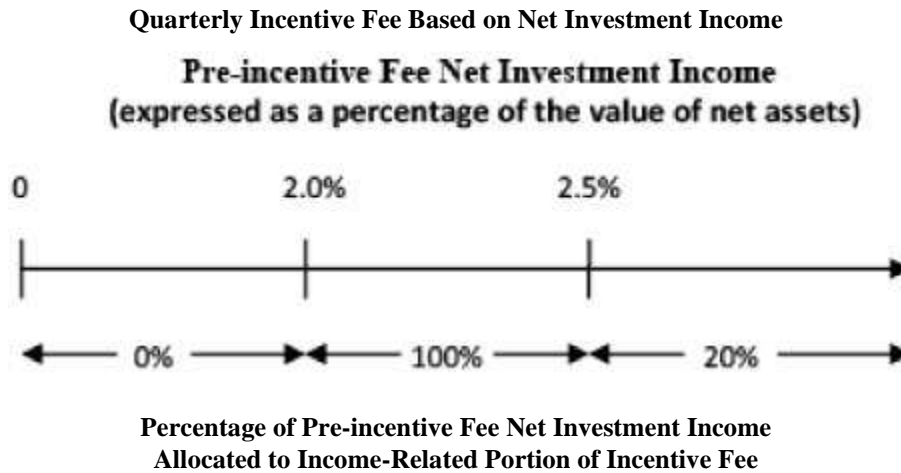 Quarterly Incentive Fee Based on Net Investment Income
Pre-incentive Fee Net Investment Income
(expressed as a percentage of the value of net assets)
0 2.0% 2.5%
0% 100% 20%
Percentage of Pre-incentive Fee Net Investment Income
Allocated to Income-Related Portion of Incentive Fee